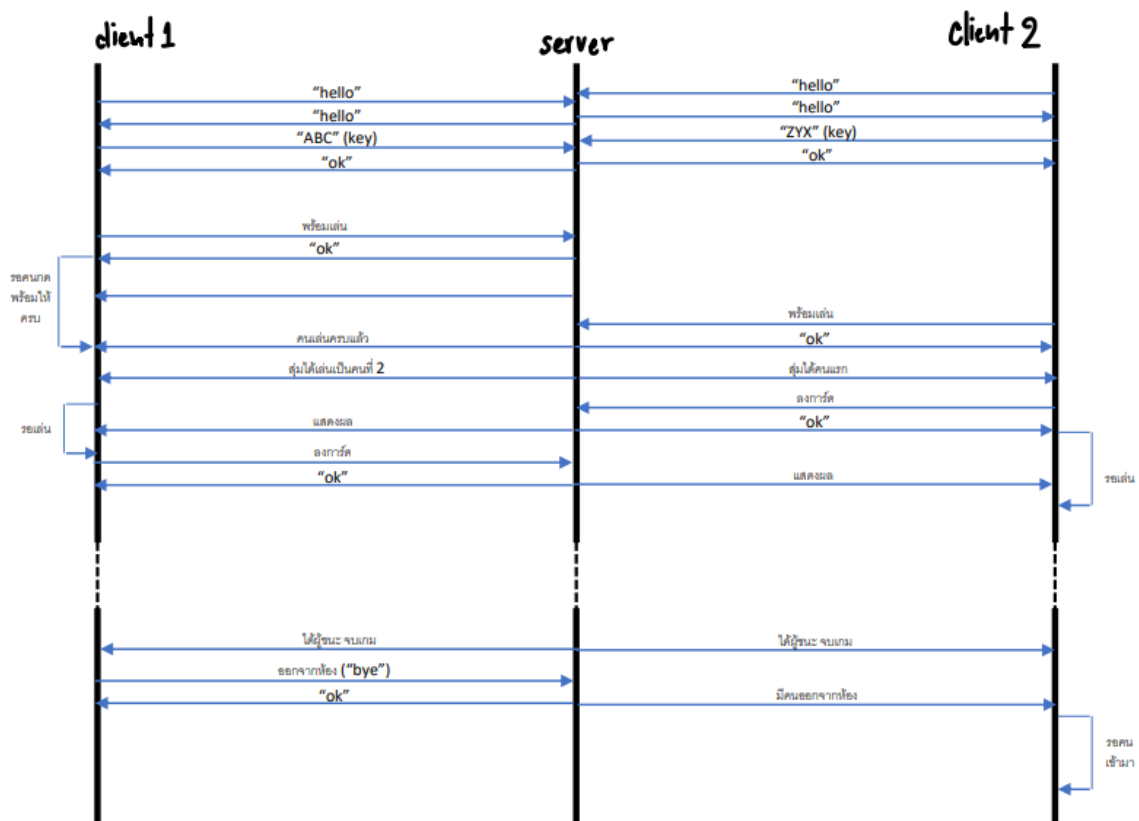 client 1
server
client 2
“hello”
“hello”
“hello”
“hello”
“ABC” (key)
“ZYX” (key)
“ok”
“ok”
พร้อมเล่น
“ok”
รอคนกด
พร้อมให้
ครบ
พร้อมเล่น
คนเล่นครบแล้ว
“ok”
สุ่มได้เล่นเป็นคนที่ 2
สุ่มได้คนแรก
ลงการ์ด
รอเล่น
แสดงผล
“ok”
ลงการ์ด
“ok”
แสดงผล
รอเล่น
ได้ผู้ชนะ จบเกม
ได้ผู้ชนะ จบเกม
ออกจากห้อง (“bye”)
“ok”
มีคนออกจากห้อง
รอคน
เข้ามา